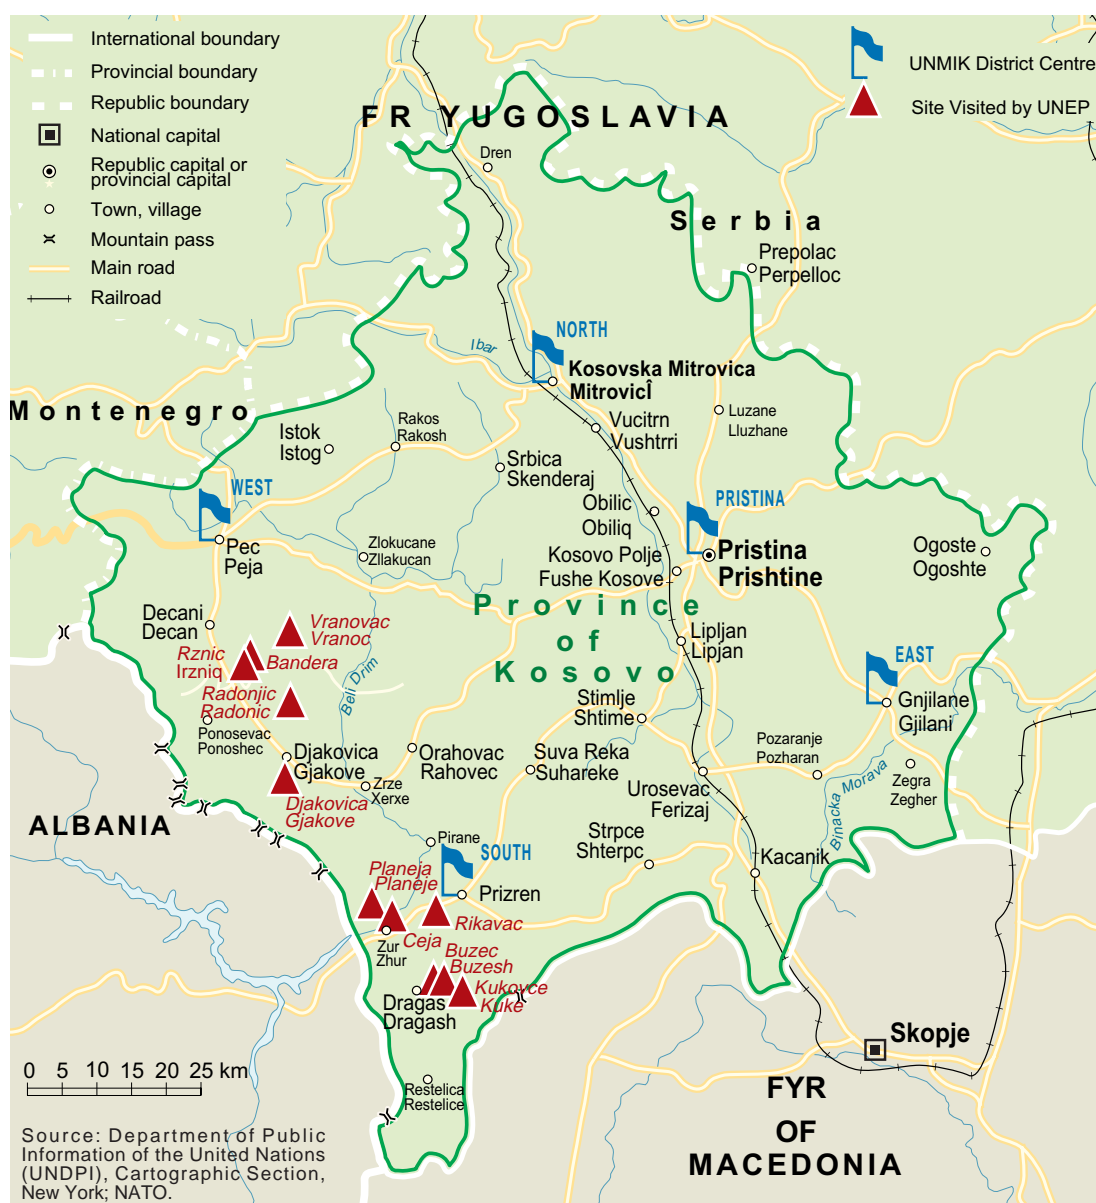 International boundary
Provincial boundary
Republic boundary
National capital
Republic capital or
provincial capital
Town, village
Mountain pass
Main road
Railroad
UNMIK District Centre
Site Visited by UNEP
FR YUGOSLAVIA
Dren
Serbia
Prepolac
Perpelloc
NORTH
Ibar
Kosovska Mitrovica
MitrovicÎ
Montenegro
Rakos
Rakosh
Luzane
Lluzhane
Istok
Istog
Vucitrn
Vushtrri
Srbica
Skenderaj
WEST
PRISTINA
Obilic
Obiliq
Pec
Peja
Zlokucane
Zllakucan
Kosovo Polje
Fushe Kosove
Pristina
Prishtine
Ogoste
Ogoshte
Province
of
Kosovo
Decani
Decan
Vranovac
Vranoc
Rznic
Irzniq
Bandera
Lipljan
Lipjan
EAST
Beli Drim
Radonjic
Radonic
Gnjilane
Gjilani
Stimlje
Shtime
Ponosevac
Ponoshec
Djakovica
Gjakove
Orahovac
Rahovec
Suva Reka
Suhareke
Pozaranje
Pozharan
Zrze
Xerxe
Urosevac
Ferizaj
Binacka Morava
Zegra
Zegher
Djakovica
Gjakove
ALBANIA
Pirane
SOUTH
Strpce
Shterpc
Kacanik
Planeja
Planeje
Prizren
Rikavac
Ceja
Zur
Zhur
Buzec
Buzesh
Kukovce
Kuke
Dragas
Dragash
Skopje
0 5 10 15 20 25 km
Restelica
Restelice
FYR
OF
MACEDONIA
Source: Department of Public
Information of the United Nations
(UNDPI), Cartographic Section,
New York; NATO.